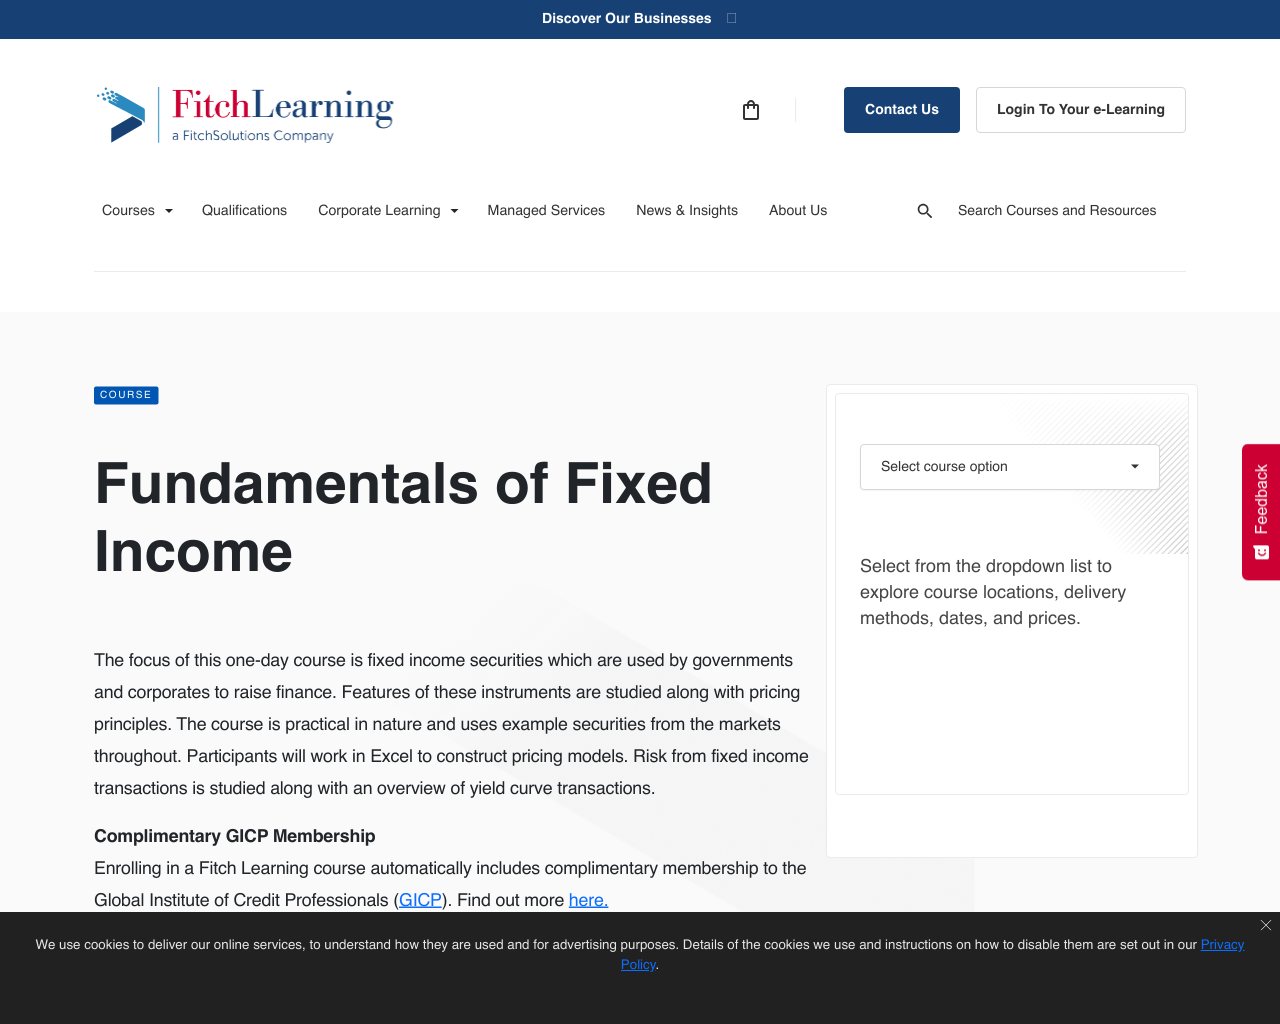 Discover Our Businesses
FitchLearning
a FitchSolutions Company
Contact Us
Login To Your e-Learning
Courses
Qualifications
Corporate Learning
Managed Services
News & Insights
About Us
Search Courses and Resources
COURSE
Fundamentals of Fixed
Income
The focus of this one-day course is fixed income securities which are used by governments
and corporates to raise finance. Features of these instruments are studied along with pricing
principles. The course is practical in nature and uses example securities from the markets
throughout. Participants will work in Excel to construct pricing models. Risk from fixed income
transactions is studied along with an overview of yield curve transactions.
Complimentary GICP Membership
Enrolling in a Fitch Learning course automatically includes complimentary membership to the
Global Institute of Credit Professionals (GICP). Find out more here.
Select course option
Select from the dropdown list to
explore course locations, delivery
methods, dates, and prices.
Feedback
We use cookies to deliver our online services, to understand how they are used and for advertising purposes. Details of the cookies we use and instructions on how to disable them are set out in our Privacy
Policy.